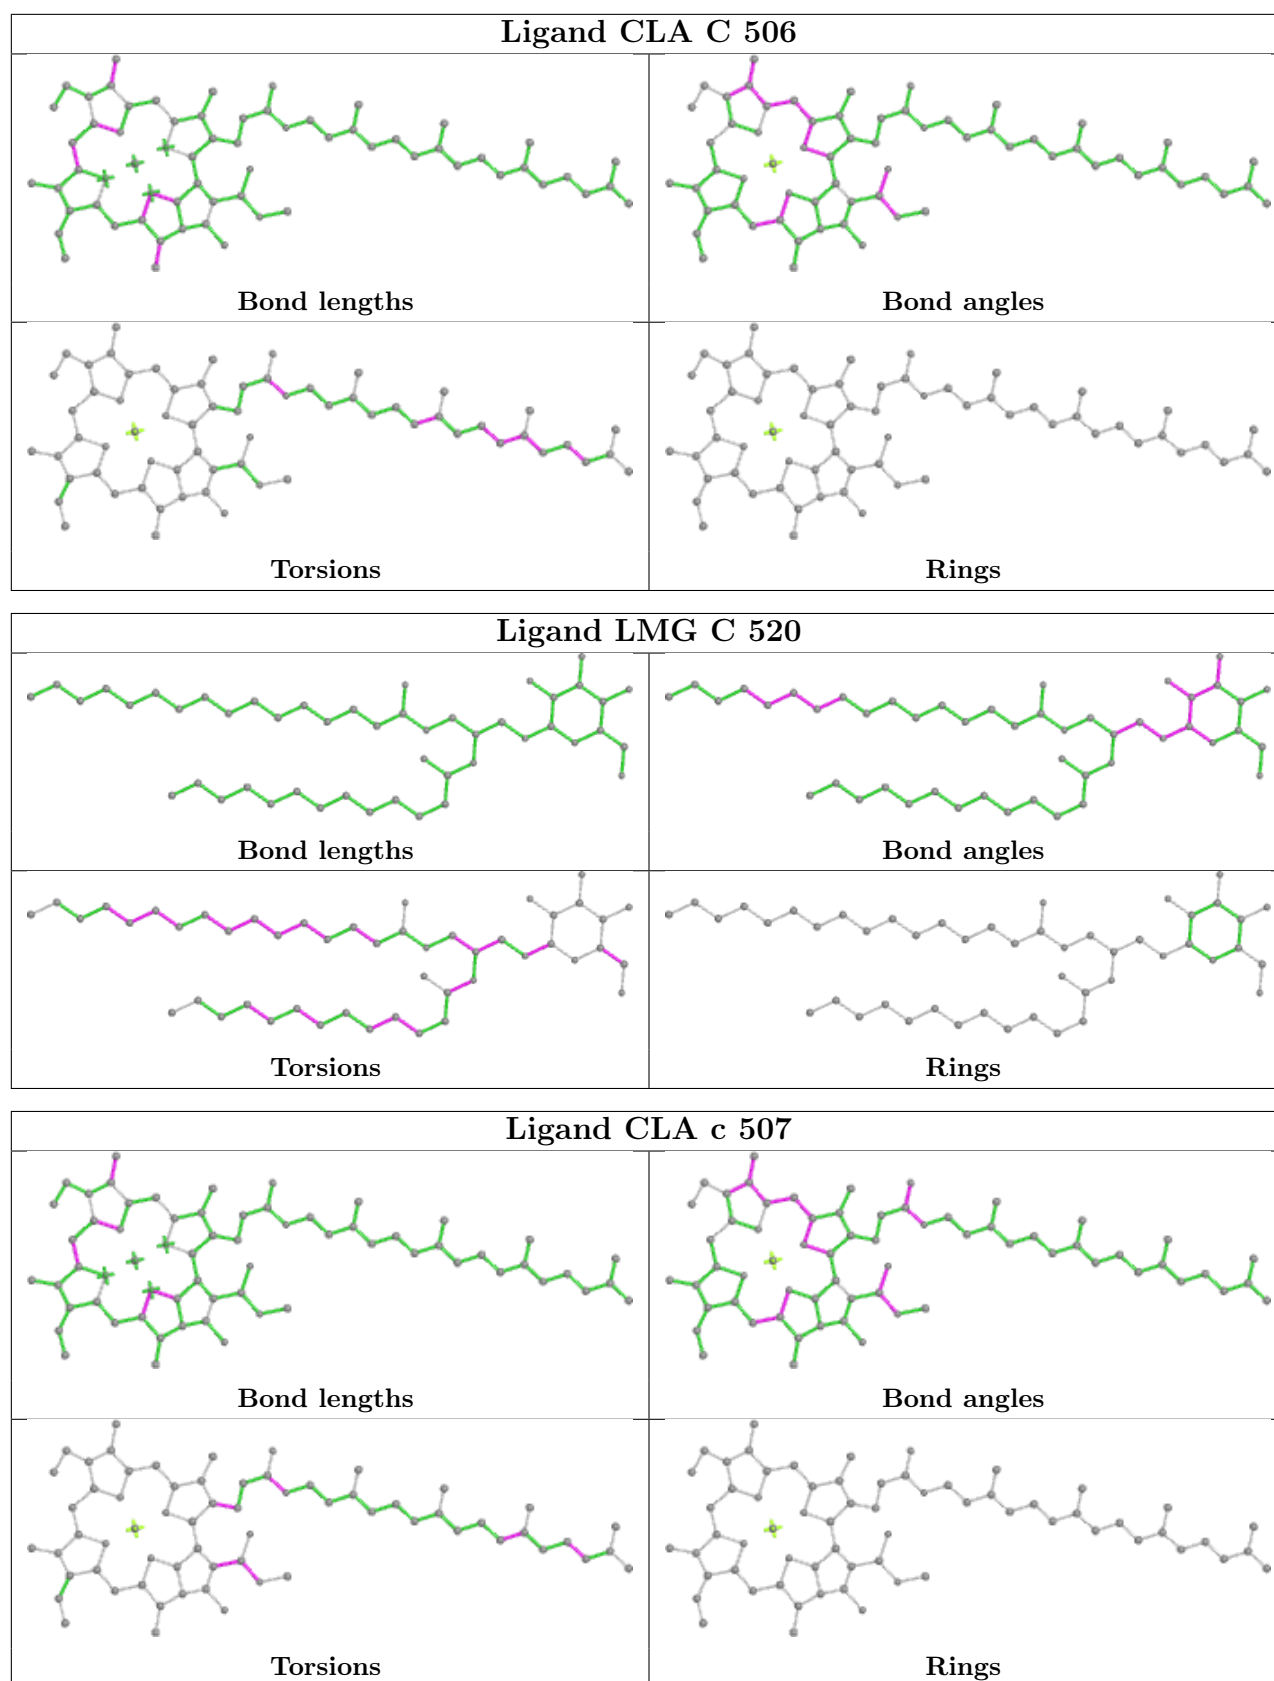 Ligand CLA C 506
Bond lengths
Bond angles
Torsions
Rings
Ligand LMG C 520
Bond lengths
Bond angles
Torsions
Rings
Ligand CLA c 507
Bond lengths
Bond angles
Torsions
Rings